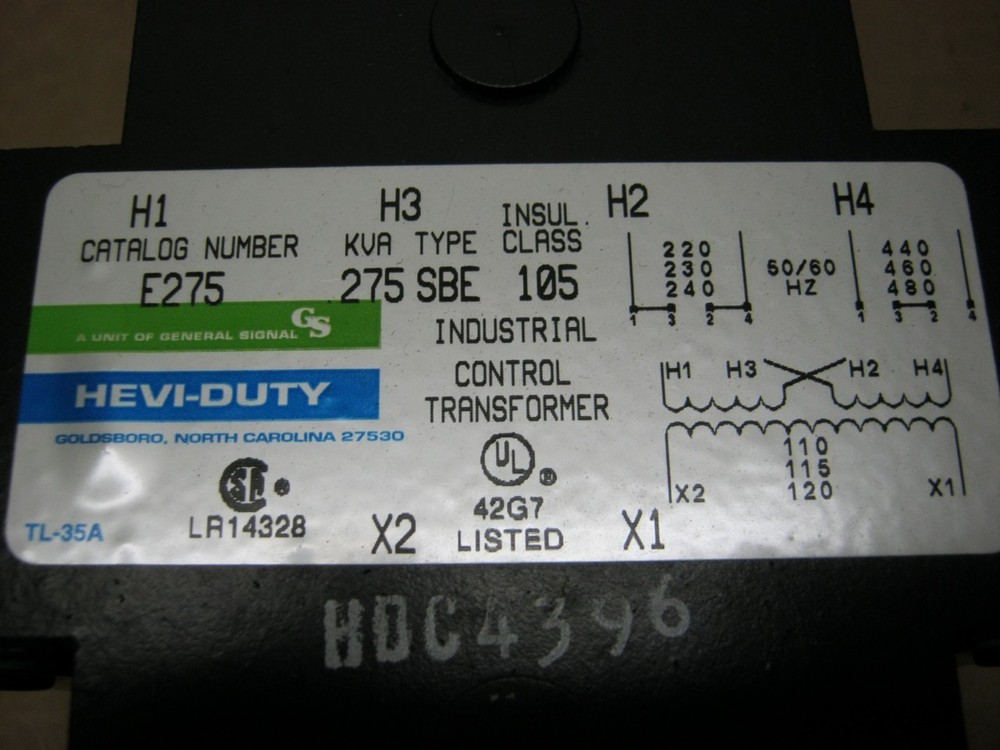 H1 H3 INSUL. H2 H4
CATALOG NUMBER KVA TYPE CLASS
E275 .275 SBE 105
220 440
230 50/60 460
240 HZ 480
1 3 2 4 1 3 2 4
A UNIT OF GENERAL SIGNAL GS
INDUSTRIAL
CONTROL
TRANSFORMER
HEVI-DUTY
GOLDSBORO, NORTH CAROLINA 27530
H1 H3 H2 H4
110
115
X2 120 X1
SA ®
UL ®
TL-35A LR14328 X2 42G7 X1
LISTED
HDC4396